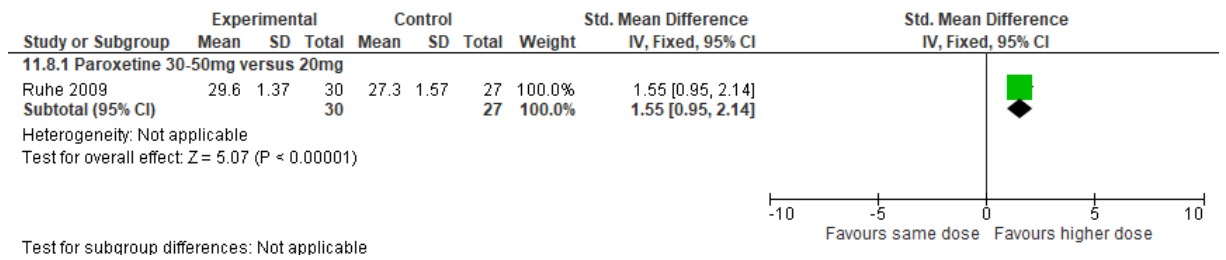 Experimental Control Std. Mean Difference Std. Mean Difference
Study or Subgroup Mean SD Total Mean SD Total Weight IV, Fixed, 95% CI IV, Fixed, 95% CI
11.8.1 Paroxetine 30-50mg versus 20mg
Ruhe 2009 29.6 1.37 30 27.3 1.57 27 100.0% 1.55 [0.95, 2.14]
Subtotal (95% CI) 30 27 100.0% 1.55 [0.95, 2.14]
Heterogeneity: Not applicable
Test for overall effect: Z = 5.07 (P < 0.00001)
-10 -5 0 5 10
Favours same dose Favours higher dose
Test for subgroup differences: Not applicable